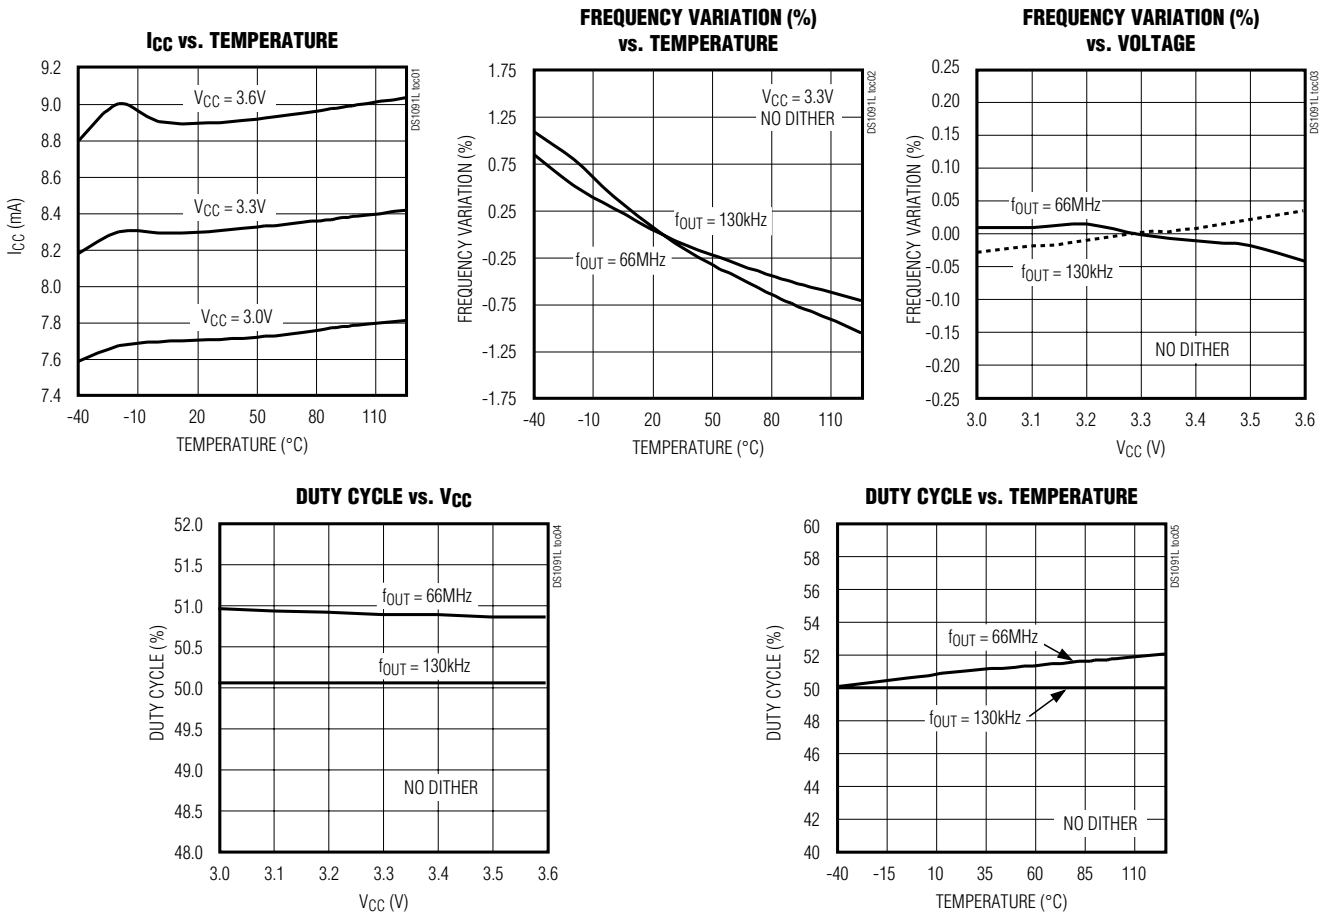 ICC vs. TEMPERATURE
9.2
9.0
8.8
8.6
8.4
8.2
8.0
7.8
7.6
7.4
ICC (mA)
VCC = 3.6V
VCC = 3.3V
VCC = 3.0V
-40 -10 20 50 80 110
TEMPERATURE (°C)
DS1091L toc01
FREQUENCY VARIATION (%)
vs. TEMPERATURE
1.75
1.25
0.75
0.25
-0.25
-0.75
-1.25
-1.75
FREQUENCY VARIATION (%)
VCC = 3.3V
NO DITHER
fOUT = 130kHz
fOUT = 66MHz
-40 -10 20 50 80 110
TEMPERATURE (°C)
DS1091L toc02
FREQUENCY VARIATION (%)
vs. VOLTAGE
0.25
0.20
0.15
0.10
0.05
0.00
-0.05
-0.10
-0.15
-0.20
-0.25
FREQUENCY VARIATION (%)
fOUT = 66MHz
fOUT = 130kHz
NO DITHER
3.0 3.1 3.2 3.3 3.4 3.5 3.6
VCC (V)
DS1091L toc03
DUTY CYCLE vs. VCC
52.0
51.5
51.0
50.5
50.0
49.5
49.0
48.5
48.0
DUTY CYCLE (%)
fOUT = 66MHz
fOUT = 130kHz
NO DITHER
3.0 3.1 3.2 3.3 3.4 3.5 3.6
VCC (V)
DS1091L toc04
DUTY CYCLE vs. TEMPERATURE
60
58
56
54
52
50
48
46
44
42
40
DUTY CYCLE (%)
fOUT = 66MHz
fOUT = 130kHz
NO DITHER
-40 -15 10 35 60 85 110
TEMPERATURE (°C)
DS1091L toc05